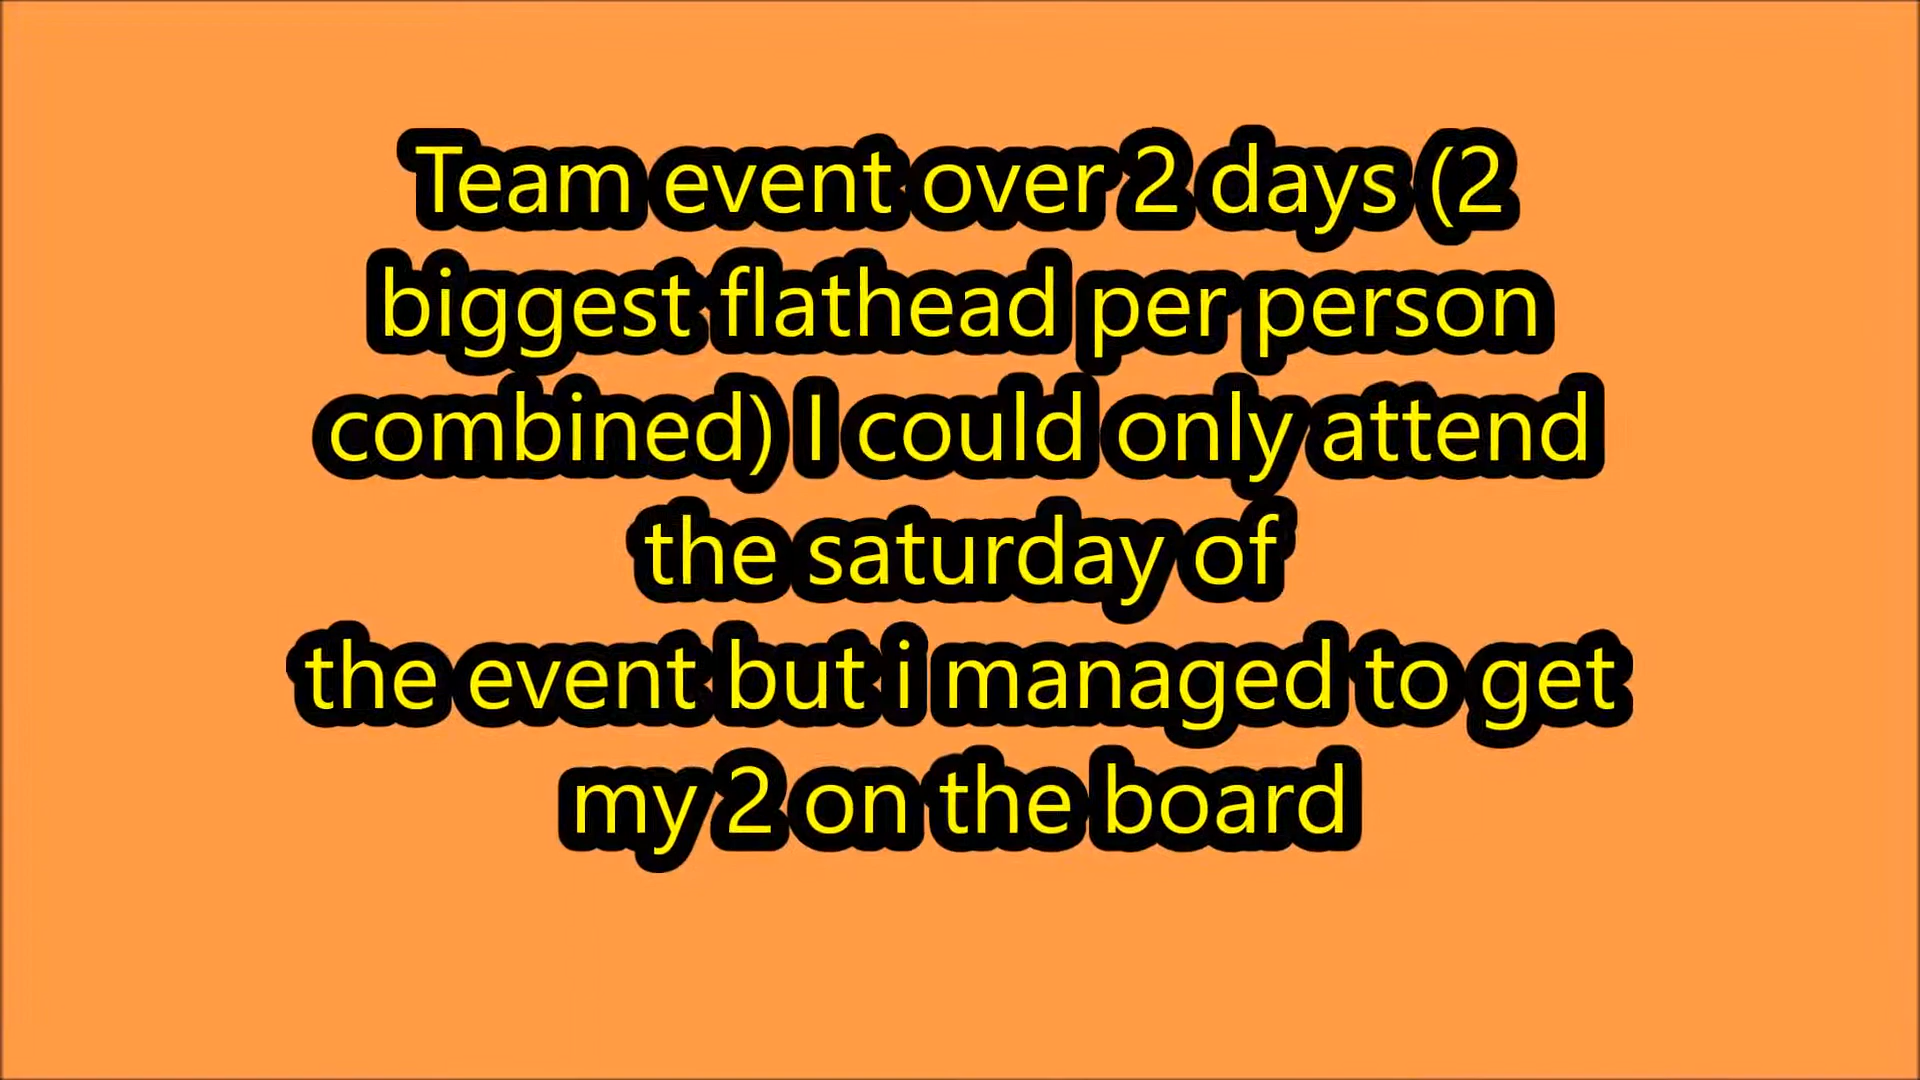 Team event over 2 days (2
biggest flathead per person
combined) I could only attend
the saturday of
the event but i managed to get
my 2 on the board